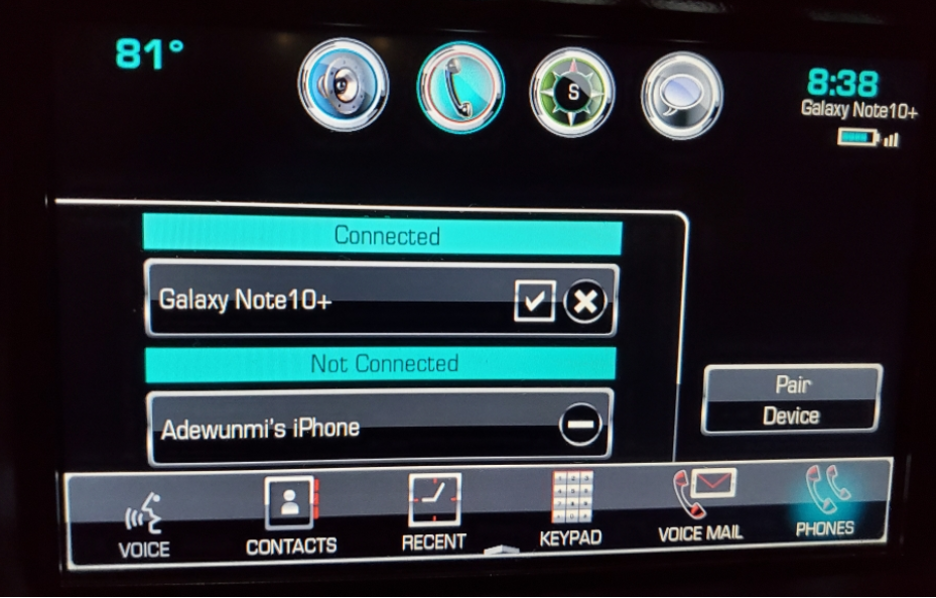 81°
S
8:38
Galaxy Note10+
Connected
Galaxy Note10+
Not Connected
Adewunmi's iPhone
Pair
Device
VOICE
CONTACTS
RECENT
KEYPAD
VOICE MAIL
PHONES